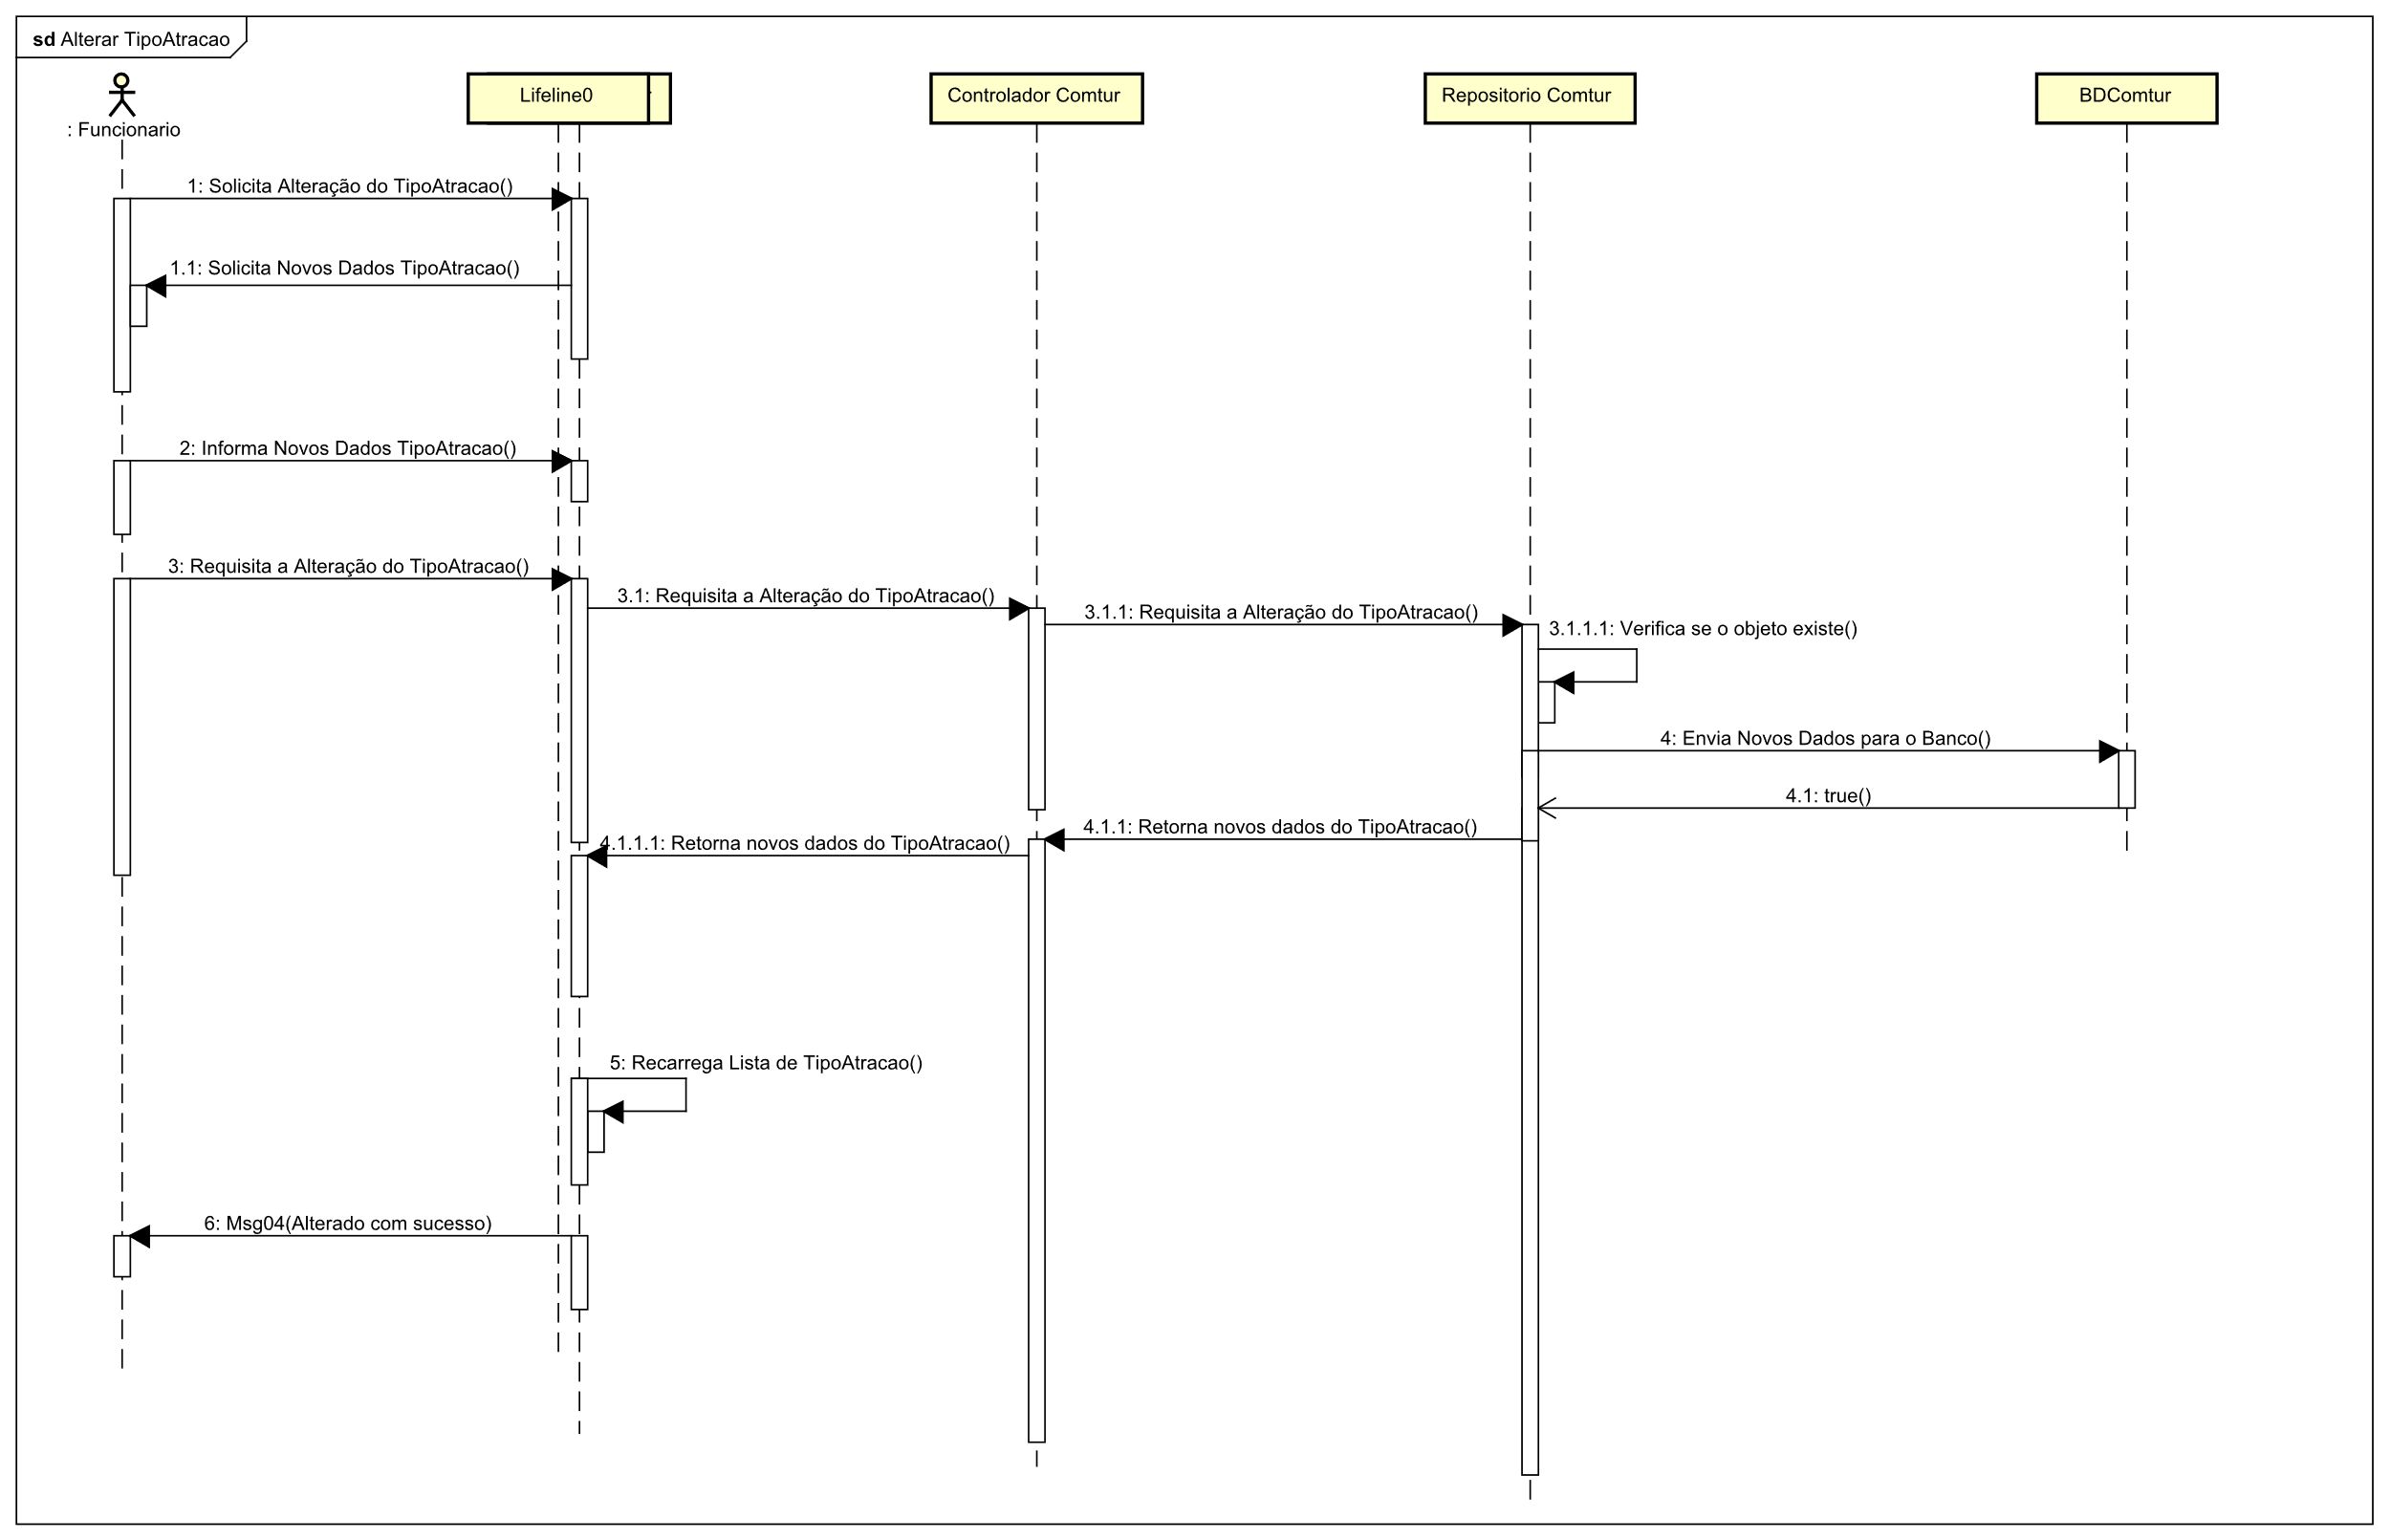 sd Alterar TipoAtracao
: Funcionario
Lifeline0
Controlador Comtur
Repositorio Comtur
BDComtur
1: Solicita Alteração do TipoAtracao()
1.1: Solicita Novos Dados TipoAtracao()
2: Informa Novos Dados TipoAtracao()
3: Requisita a Alteração do TipoAtracao()
3.1: Requisita a Alteração do TipoAtracao()
3.1.1: Requisita a Alteração do TipoAtracao()
3.1.1.1: Verifica se o objeto existe()
4: Envia Novos Dados para o Banco()
4.1: true()
4.1.1: Retorna novos dados do TipoAtracao()
4.1.1.1: Retorna novos dados do TipoAtracao()
5: Recarrega Lista de TipoAtracao()
6: Msg04(Alterado com sucesso)